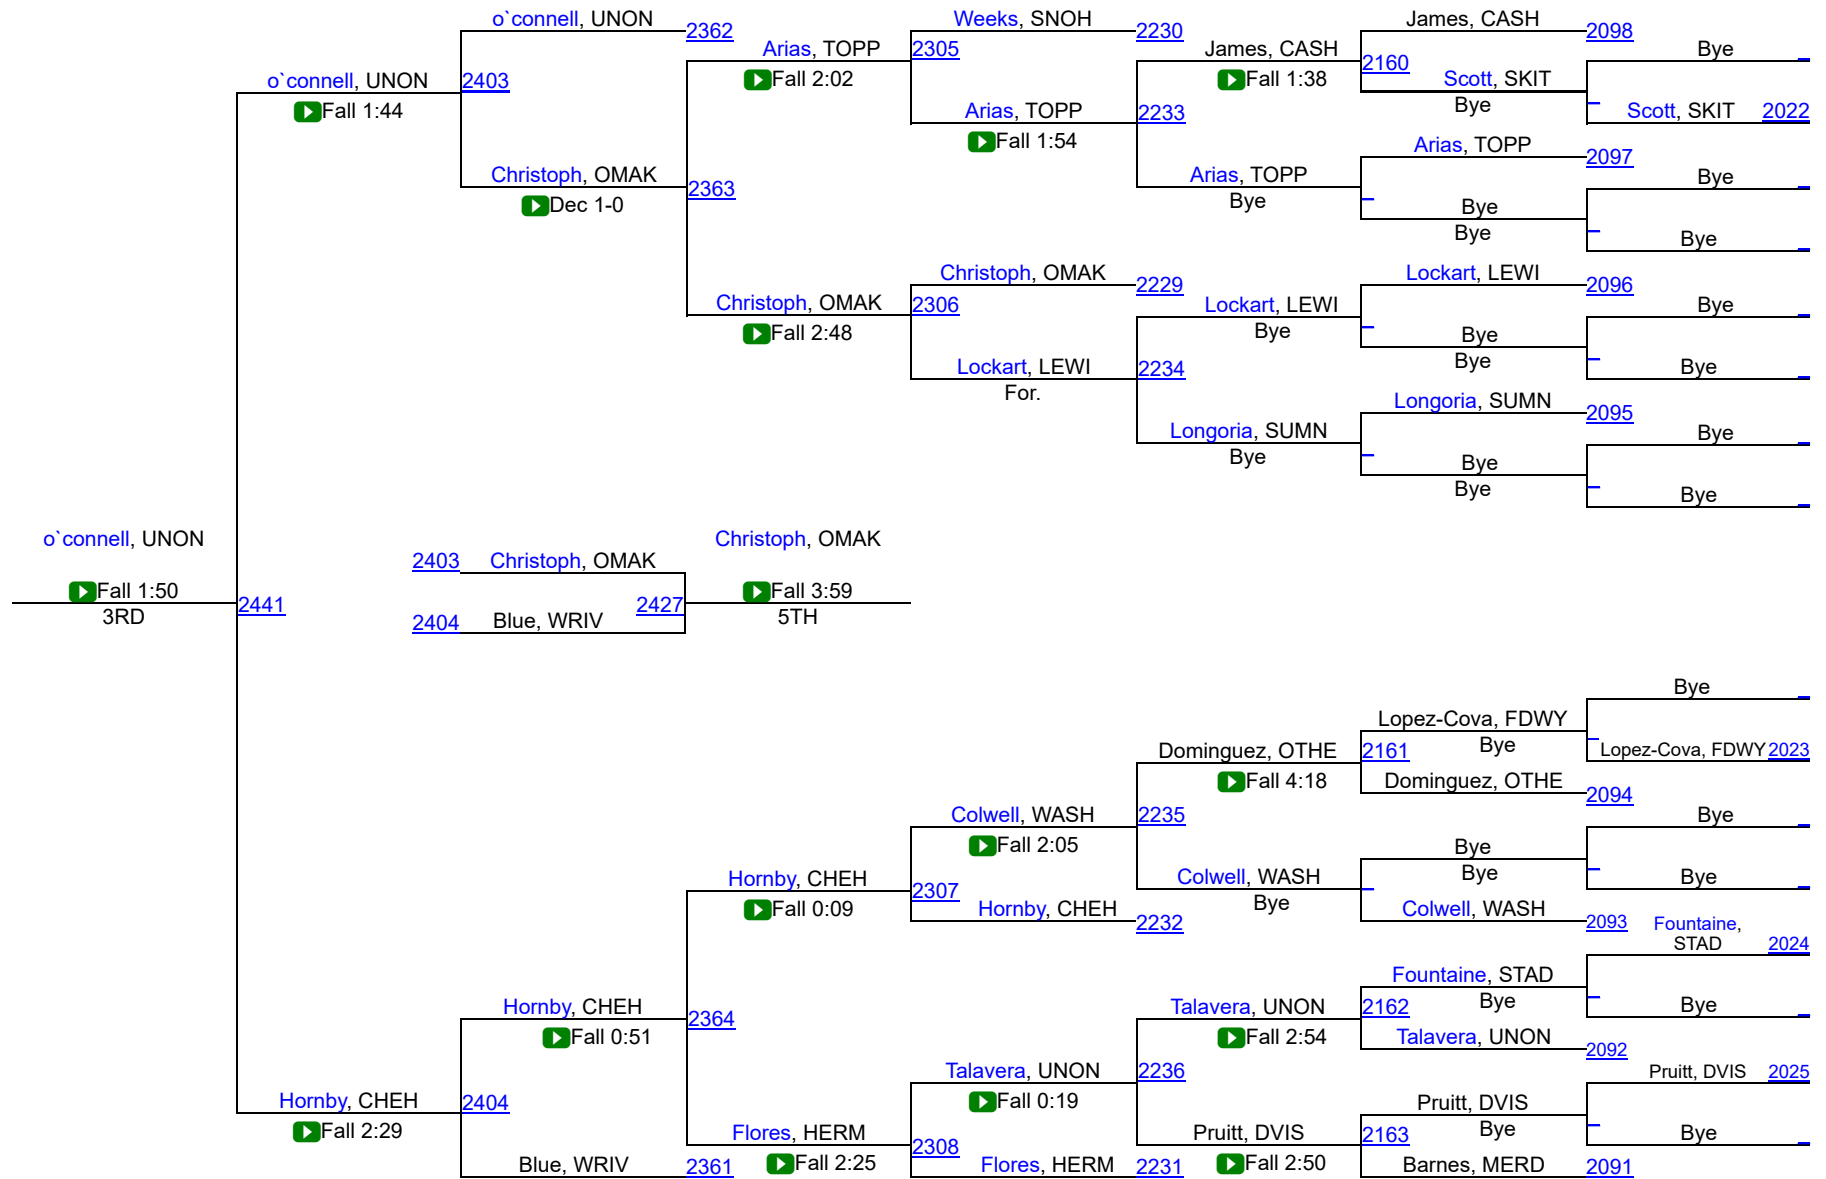 o`connell, UNON
2362
Weeks, SNOH
2230
James, CASH
2098
Arias, TOPP
2305
James, CASH
2160
Bye
o`connell, UNON
2403
Fall 2:02
Fall 1:38
Scott, SKIT
Bye
Fall 1:44
Arias, TOPP
2233
Scott, SKIT 2022
Fall 1:54
Arias, TOPP
2097
Christoph, OMAK
2363
Arias, TOPP
Bye
Dec 1-0
Bye
Bye
Bye
Bye
Christoph, OMAK
2229
Lockart, LEWI
2096
Christoph, OMAK
2306
Lockart, LEWI
Bye
Fall 2:48
Bye
Bye
Bye
Lockart, LEWI
2234
Bye
For.
Longoria, SUMN
2095
Longoria, SUMN
Bye
Bye
Bye
Bye
Bye
o`connell, UNON
Christoph, OMAK
2403 Christoph, OMAK
Fall 1:50
Fall 3:59
3RD
2441
2404 Blue, WRIV 2427
5TH
Bye
Lopez-Cova, FDWY
Bye
Dominguez, OTHE
2161
Lopez-Cova, FDWY 2023
Fall 4:18
Dominguez, OTHE
2094
Colwell, WASH
2235
Bye
Fall 2:05
Bye
Bye
Hornby, CHEH
2307
Colwell, WASH
Bye
Bye
Fall 0:09
Hornby, CHEH
2232
Colwell, WASH
2093
Fountaine,
STAD 2024
Fountaine, STAD
Bye
Hornby, CHEH
2364
Talavera, UNON
2162
Bye
Fall 0:51
Fall 2:54
Talavera, UNON
2092
Talavera, UNON
2236
Pruitt, DVIS 2025
Hornby, CHEH
2404
Fall 0:19
Pruitt, DVIS
Bye
Fall 2:29
Flores, HERM
2308
Pruitt, DVIS
2163
Bye
Blue, WRIV
2361
Fall 2:25
Flores, HERM
2231
Fall 2:50
Barnes, MERD
2091